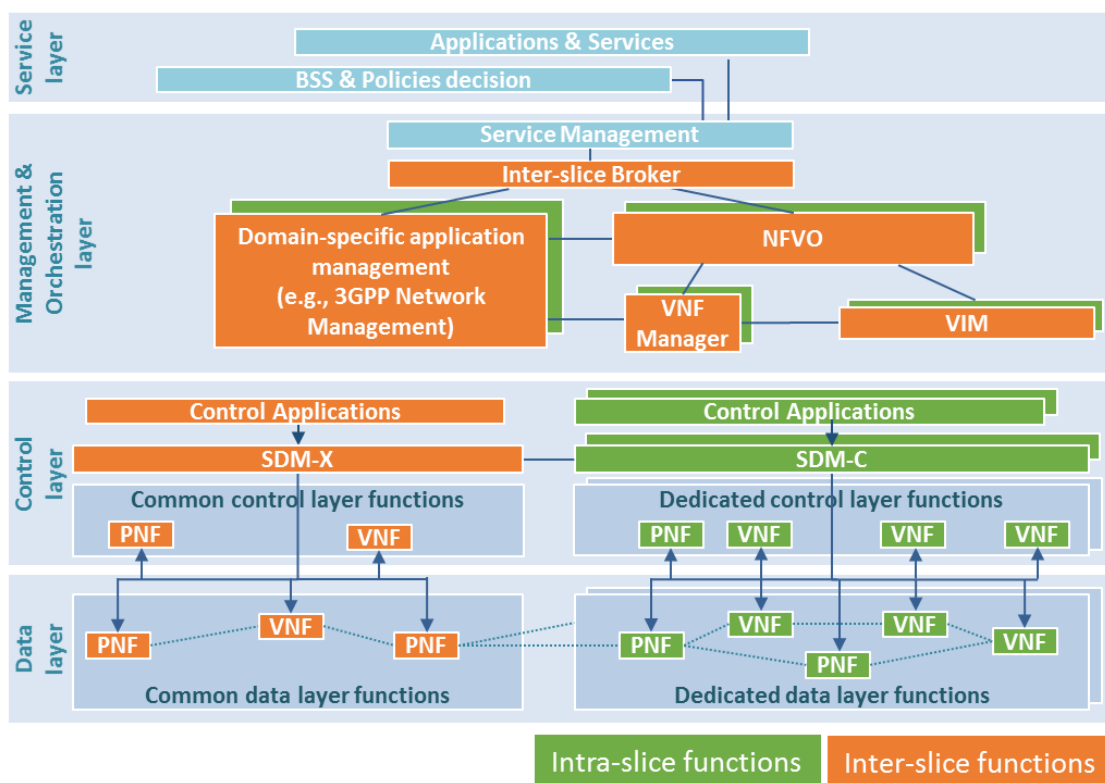 Service
layer
Applications & Services
BSS & Policies decision
Management &
Orchestration
layer
Service Management
Inter-slice Broker
Domain-specific application
management
(e.g., 3GPP Network
Management)
NFVO
VNF
Manager
VIM
Control
layer
Control Applications
SDM-X
Common control layer functions
PNF
VNF
Control Applications
SDM-C
Dedicated control layer functions
PNF
VNF
VNF
VNF
Data
layer
PNF
VNF
PNF
Common data layer functions
PNF
VNF
PNF
VNF
VNF
Dedicated data layer functions
Intra-slice functions
Inter-slice functions